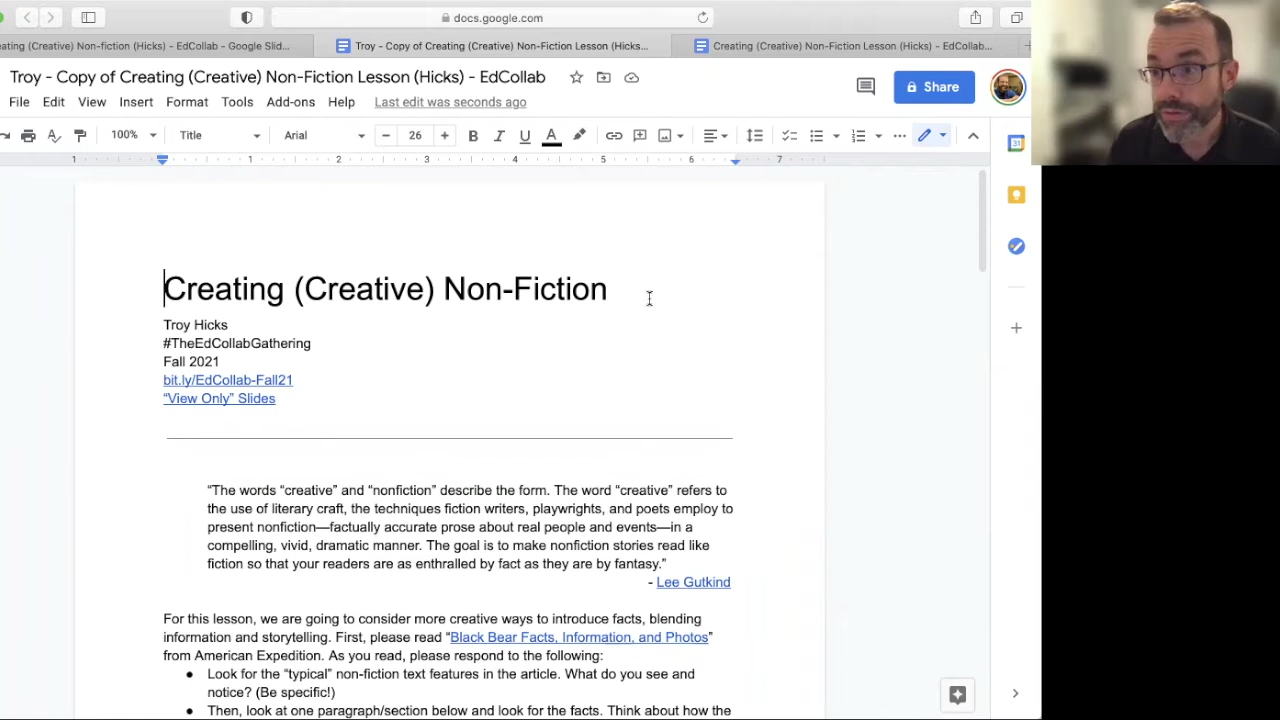 docs.google.com
eating (Creative) Non-fiction (Hicks) - EdCollab - Google Slid...
Troy - Copy of Creating (Creative) Non-Fiction Lesson (Hicks...
Creating (Creative) Non-Fiction Lesson (Hicks) - EdCollab...
Troy - Copy of Creating (Creative) Non-Fiction Lesson (Hicks) - EdCollab
File Edit View Insert Format Tools Add-ons Help Last edit was seconds ago
Share
100% Title Arial 26 B I U A
1 1 2 3 4 5 6 7
31
Creating (Creative) Non-Fiction
Troy Hicks
#TheEdCollabGathering
Fall 2021
bit.ly/EdCollab-Fall21
“View Only” Slides
“The words “creative” and “nonfiction” describe the form. The word “creative” refers to
the use of literary craft, the techniques fiction writers, playwrights, and poets employ to
present nonfiction—factually accurate prose about real people and events—in a
compelling, vivid, dramatic manner. The goal is to make nonfiction stories read like
fiction so that your readers are as enthralled by fact as they are by fantasy.”
- Lee Gutkind
For this lesson, we are going to consider more creative ways to introduce facts, blending
information and storytelling. First, please read “Black Bear Facts, Information, and Photos”
from American Expedition. As you read, please respond to the following:
● Look for the “typical” non-fiction text features in the article. What do you see and
notice? (Be specific!)
● Then, look at one paragraph/section below and look for the facts. Think about how the